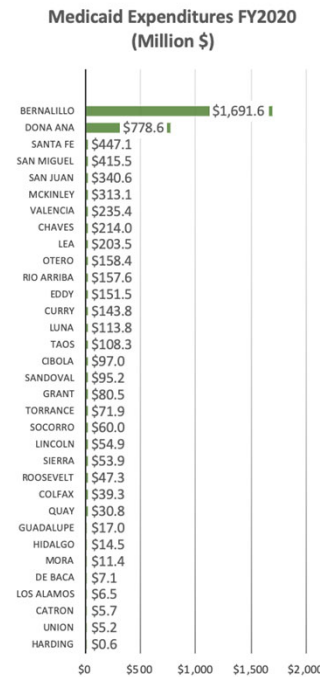 Medicaid Expenditures FY2020
(Million $)
BERNALILLO $1,691.6
DONA ANA $778.6
SANTA FE $447.1
SAN MIGUEL $415.5
SAN JUAN $340.6
MCKINLEY $313.1
VALENCIA $235.4
CHAVES $214.0
LEA $203.5
OTERO $158.4
RIO ARRIBA $157.6
EDDY $151.5
CURRY $143.8
LUNA $113.8
TAOS $108.3
CIBOLA $97.0
SANDOVAL $95.2
GRANT $80.5
TORRANCE $71.9
SOCORRO $60.0
LINCOLN $54.9
SIERRA $53.9
ROOSEVELT $47.3
COLFAX $39.3
QUAY $30.8
GUADALUPE $17.0
HIDALGO $14.5
MORA $11.4
DE BACA $7.1
LOS ALAMOS $6.5
CATRON $5.7
UNION $5.2
HARDING $0.6
$0 $500 $1,000 $1,500 $2,000